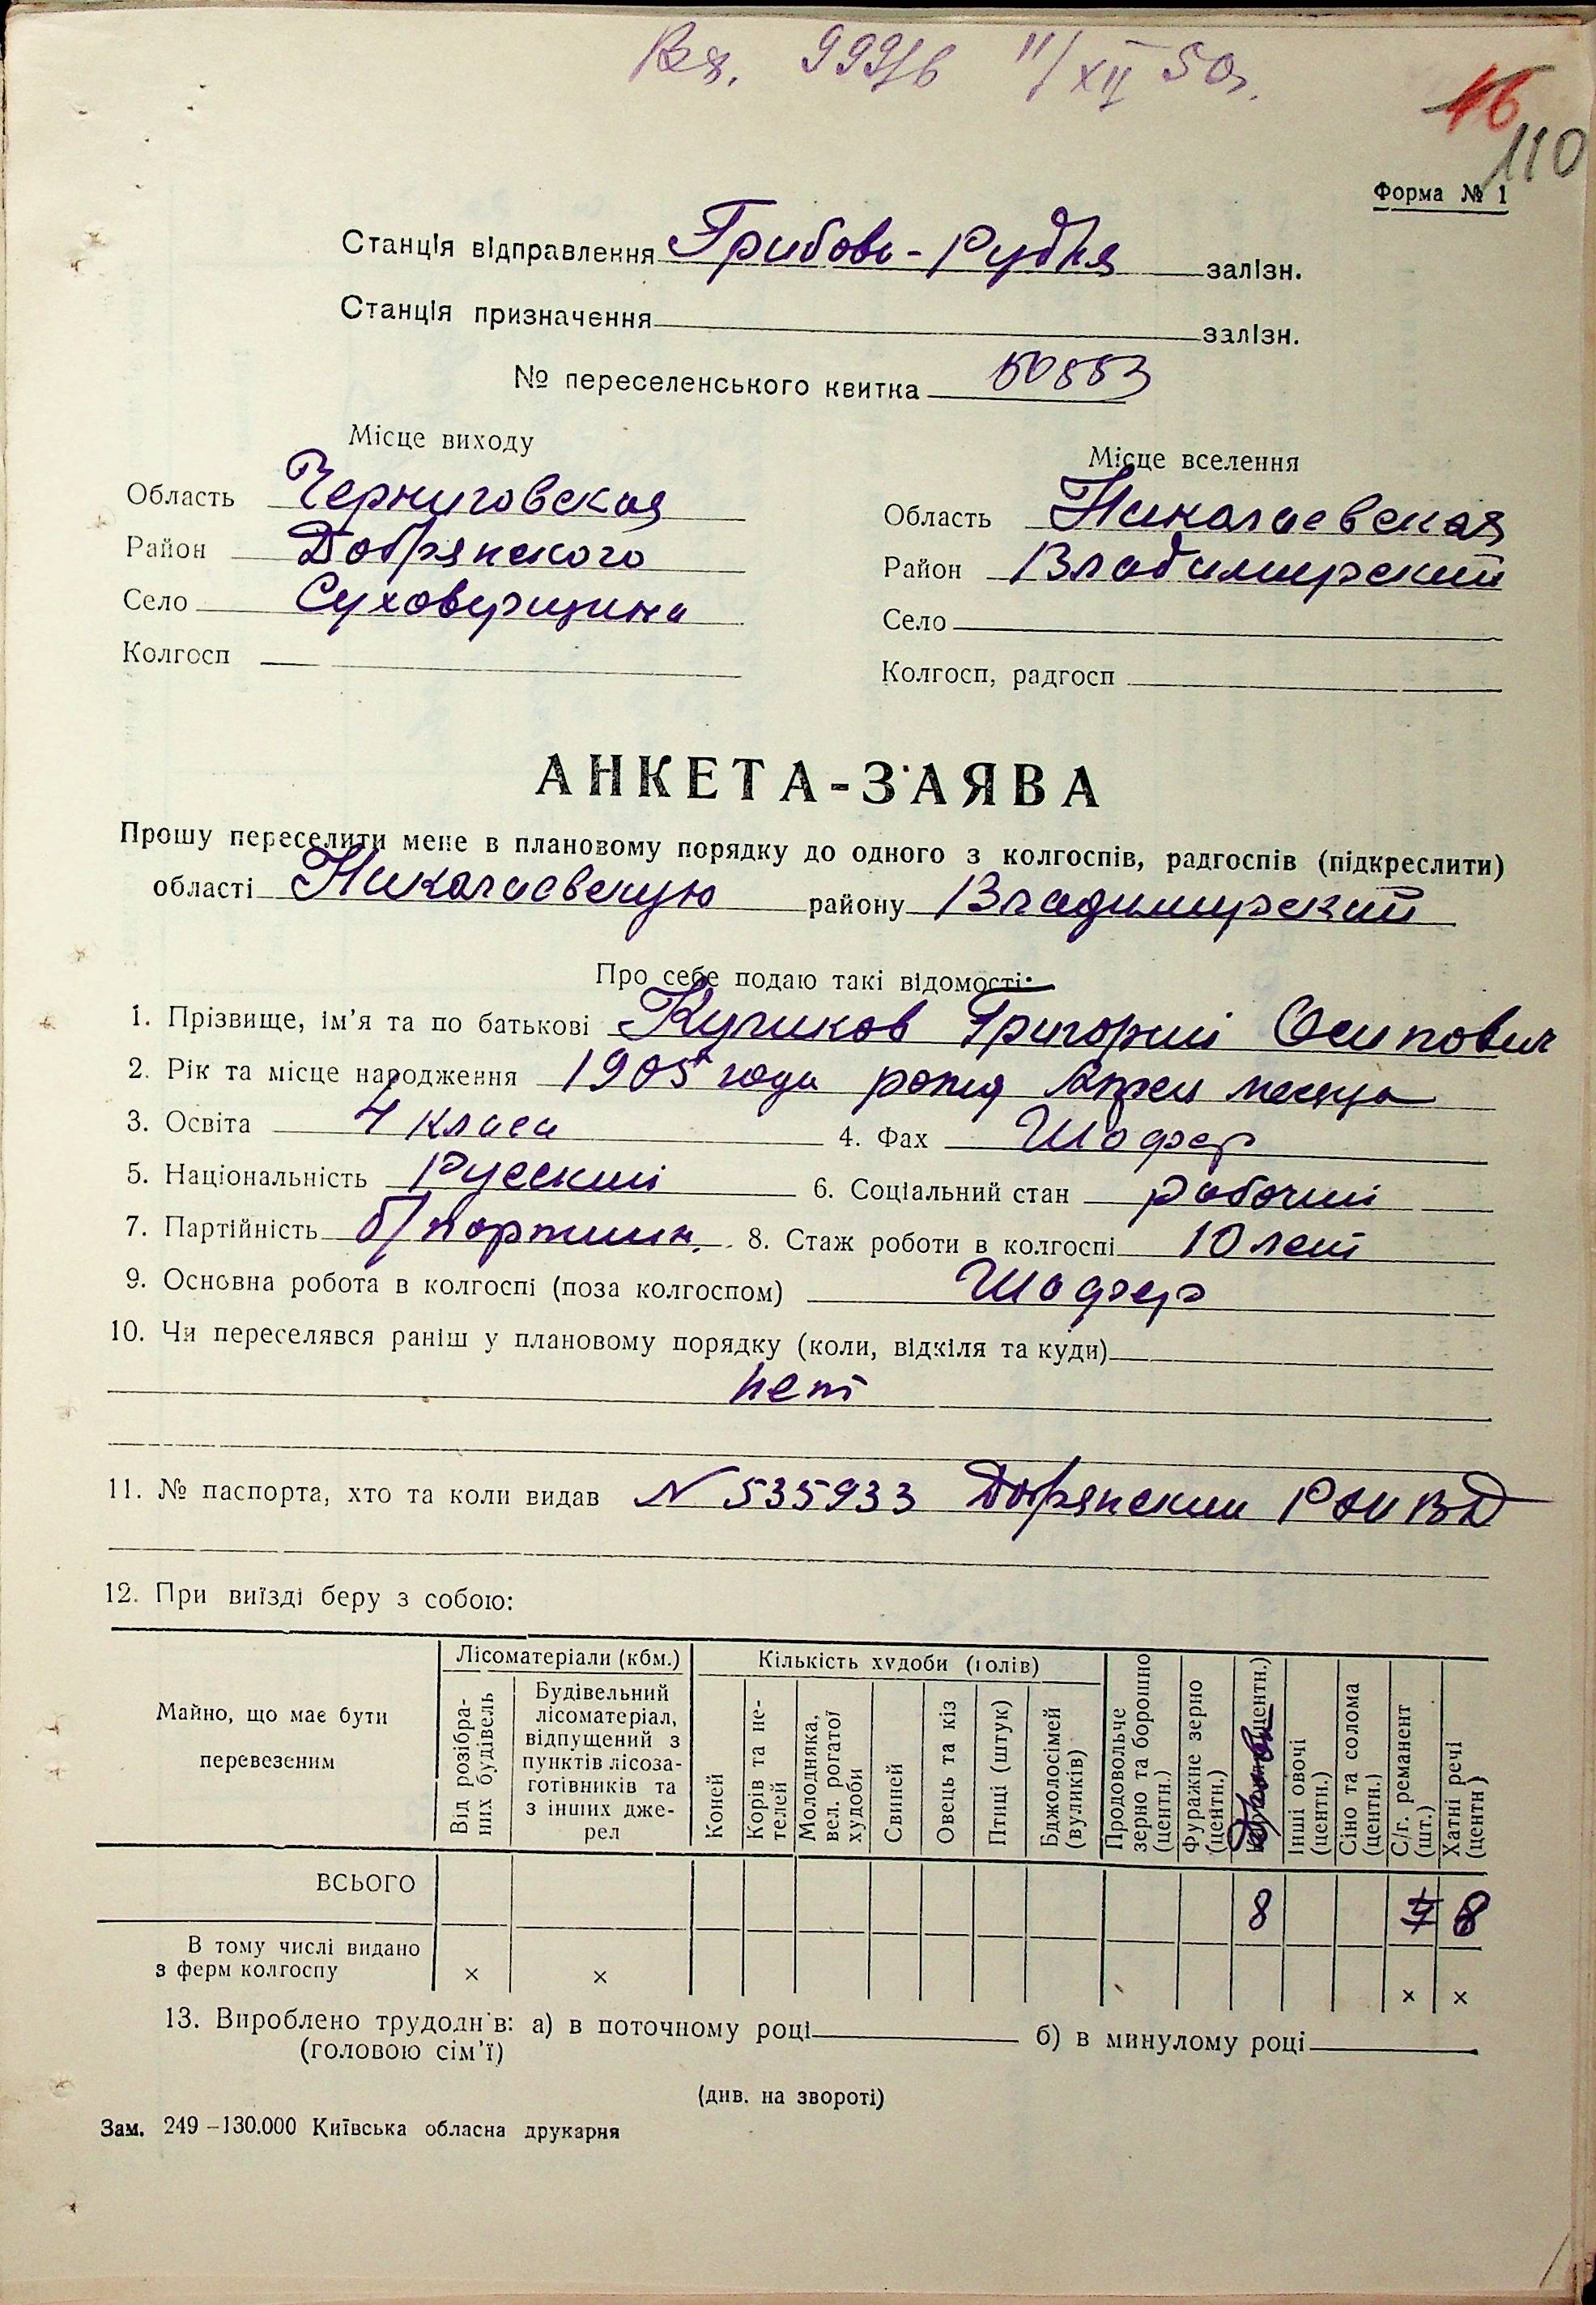 Вх. 999/6 11/XII 50г.
16
110
Форма № 1
Станція відправлення Грибова-Рудня залізн.
Станція призначення залізн.
№ переселенського квитка 50553
Місце виходу
Область Черниговская
Район Добрянского
Село Суховерщина
Колгосп
Місце вселення
Область Николаевская
Район Владимирский
Село
Колгосп, радгосп
АНКЕТА-ЗАЯВА
Прошу переселити мене в плановому порядку до одного з колгоспів, радгоспів (підкреслити)
області Николаевскую району Владимирский
Про себе подаю такі відомості:
1. Прізвище, ім'я та по батькові Куликов Григорий Осипович
2. Рік та місце народження 1905 года месяца
3. Освіта 4 класа 4. Фах Шофер
5. Національність Русский 6. Соціальний стан рабочий
7. Партійність б/партийн. 8. Стаж роботи в колгоспі 10 лет
9. Основна робота в колгоспі (поза колгоспом) Шофер
10. Чи переселявся раніш у плановому порядку (коли, відкіля та куди)
нет
11. № паспорта, хто та коли видав N 535933 Добрянский РОМВД
12. При виїзді беру з собою:
Майно, що має бути перевезеним
Лісоматеріали (кбм.)
Від розібраних будівель
Будівельний лісоматеріал, відпущений з пунктів лісозаготівників та з інших джерел
Кількість худоби (голів)
Коней
Корів та нетелей
Молодняка, вел. рогатої худоби
Свиней
Овець та кіз
Птиці (штук)
Бджолосімей (вуликів)
Продовольче зерно та борошно (центн.)
Фуражне зерно (центн.)
(центн.)
Інші овочі (центн.)
Сіно та солома (центн.)
С/г. реманент (шт.)
Хатні речі (центн)
ВСЬОГО 8 8
В тому числі видано
з ферм колгоспу × × × ×
13. Вироблено трудодн в: а) в поточному році б) в минулому році
(головою сім'ї)
(див. на звороті)
Зам. 249–130.000 Київська обласна друкарня